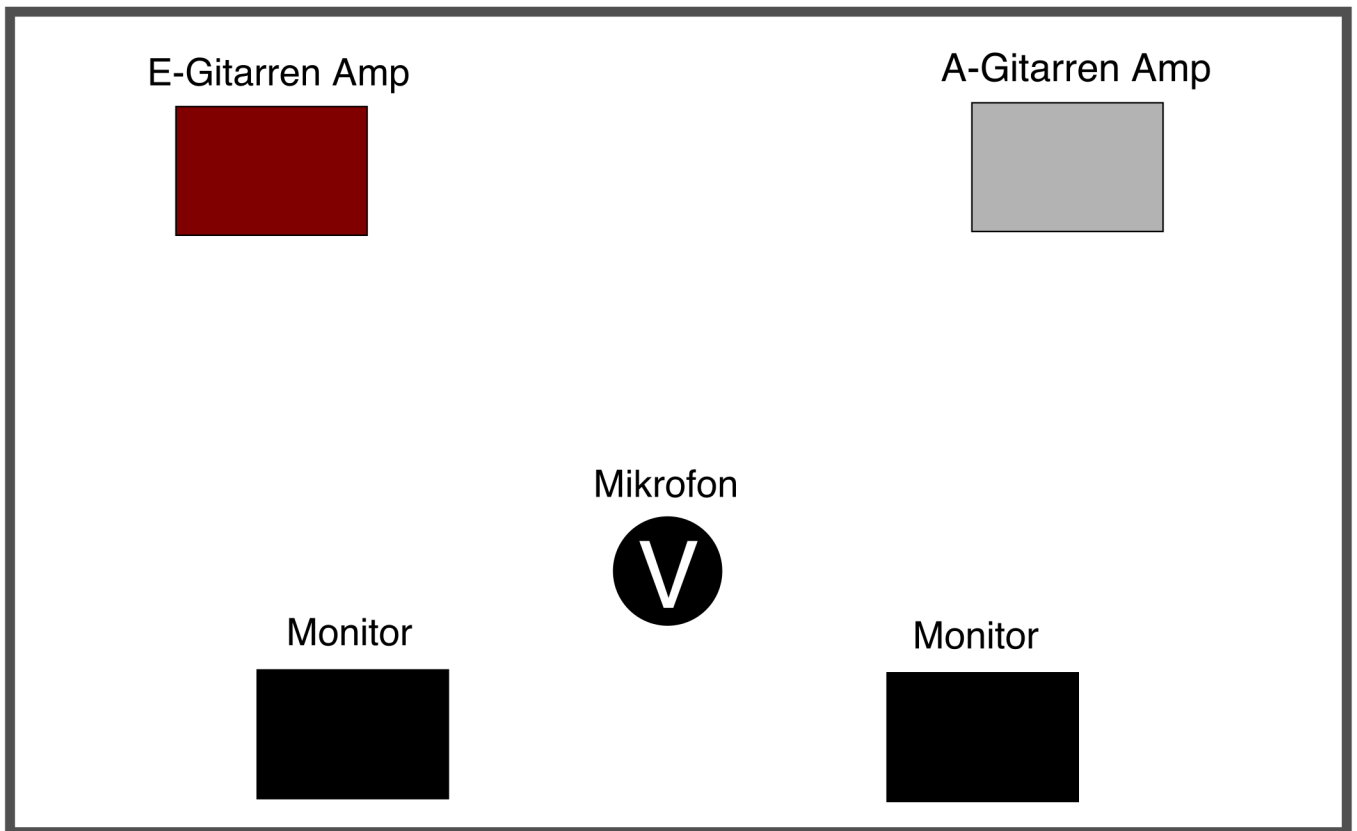 E-Gitarren Amp
A-Gitarren Amp
Mikrofon
V
Monitor
Monitor